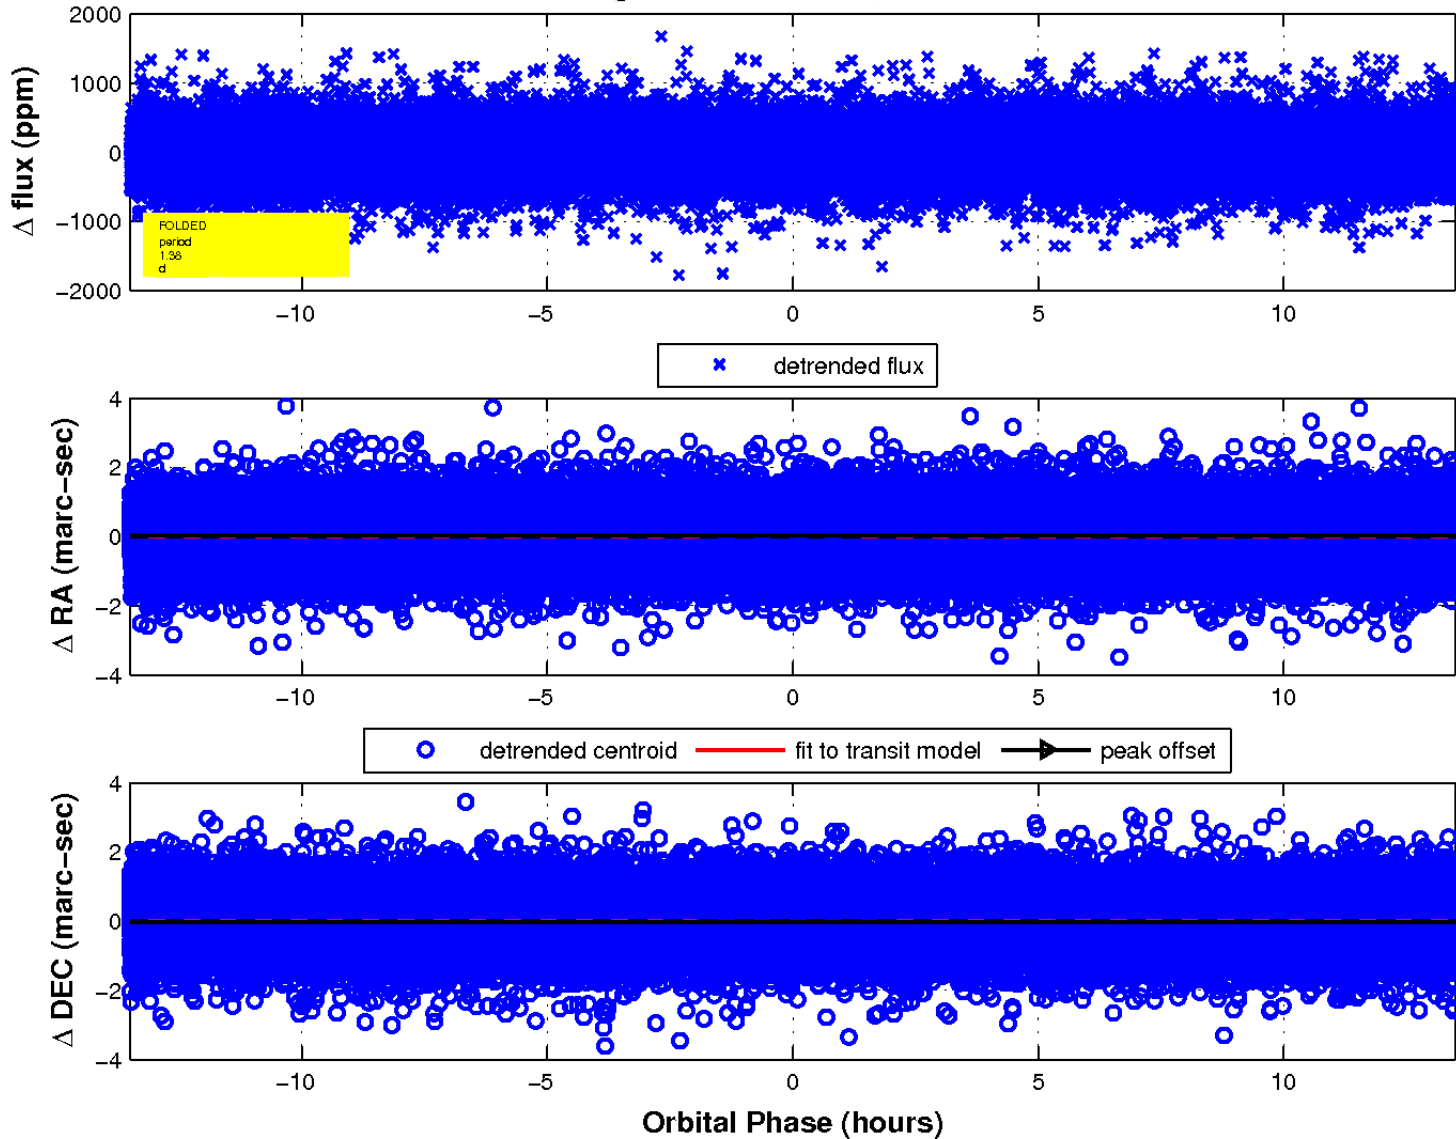 2000
1000
0
−1000
−2000
Δ flux (ppm)
FOLDED
period
1.38
d
−10
−5
0
5
10
detrended flux
4
2
0
−2
−4
Δ RA (marc−sec)
−10
−5
0
5
10
detrended centroid
fit to transit model
peak offset
4
2
0
−2
−4
Δ DEC (marc−sec)
−10
−5
0
5
10
Orbital Phase (hours)